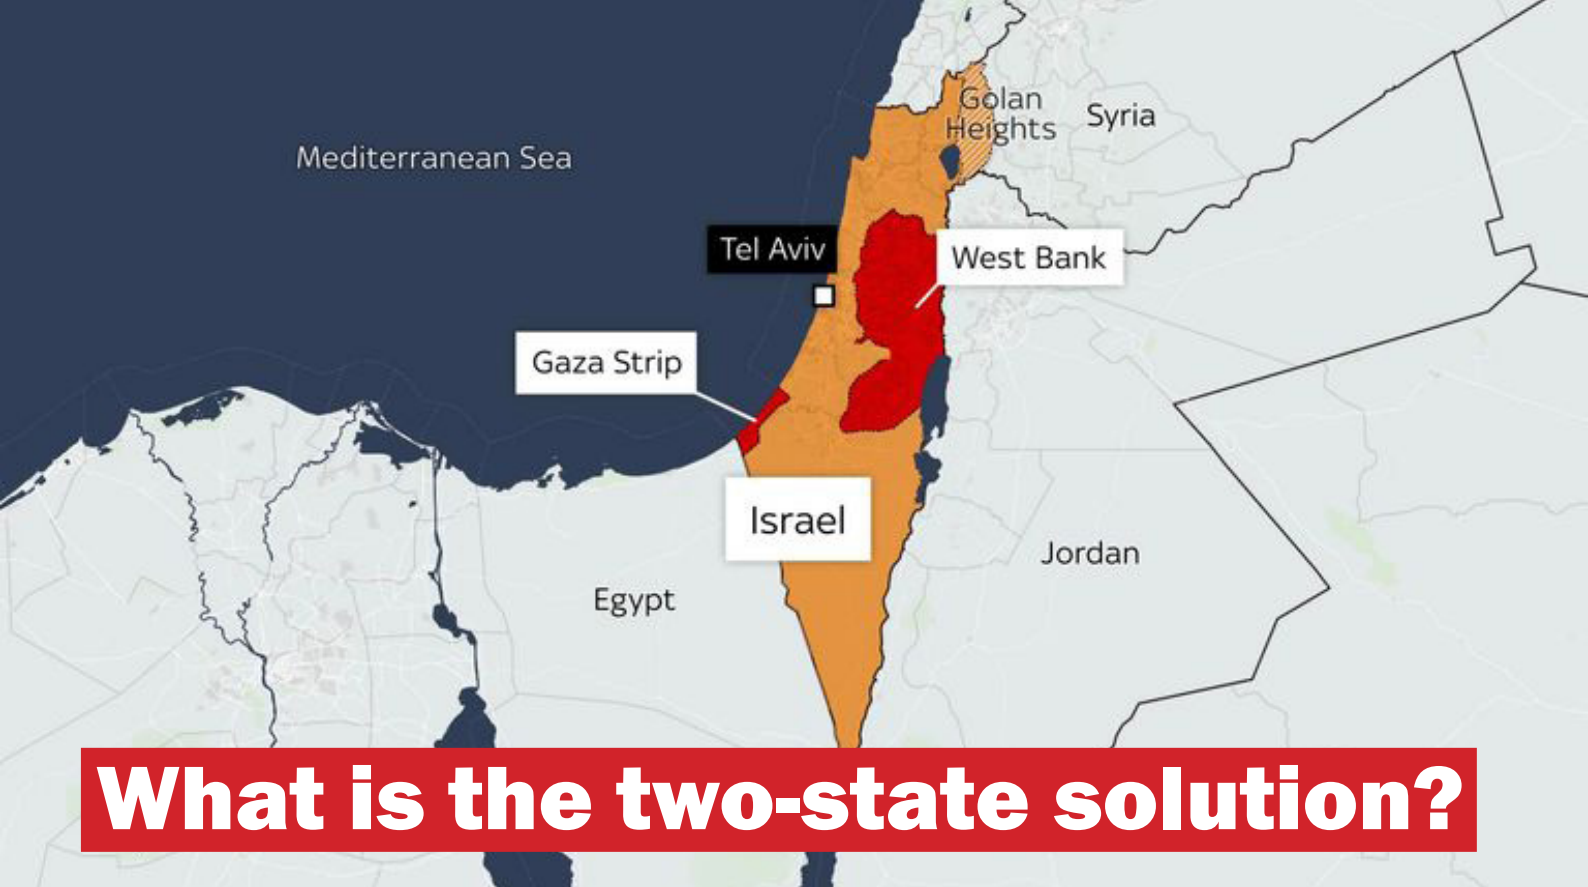 Golan
Heights
Syria
Mediterranean Sea
Tel Aviv
West Bank
Gaza Strip
Israel
Jordan
Egypt
What is the two-state solution?